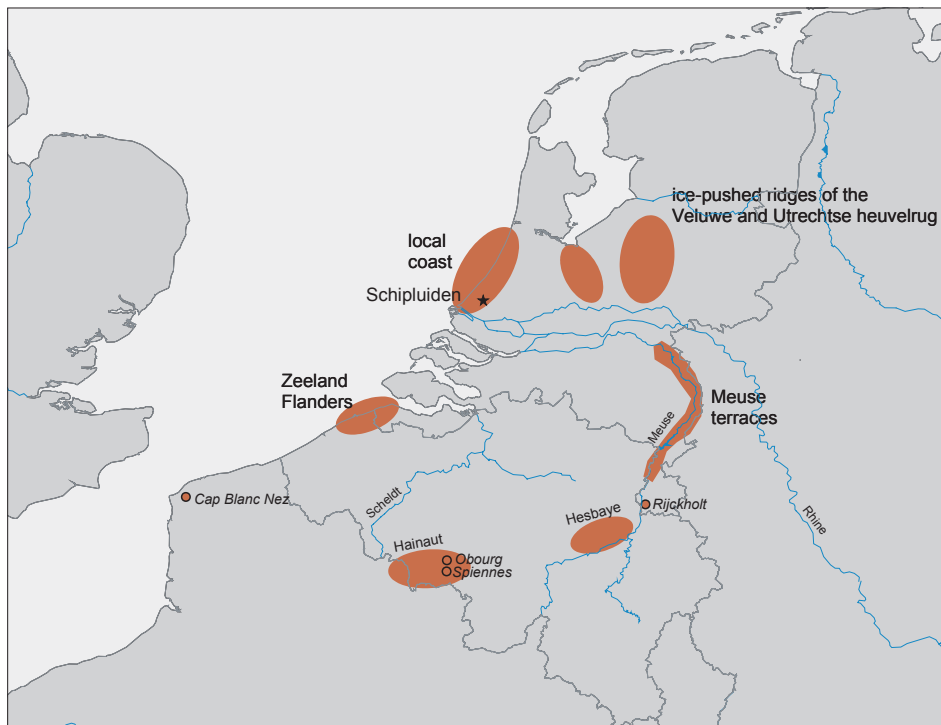 ice-pushed ridges of the
Veluwe and Utrechtse heuvelrug
local
coast
Schipluiden
Zeeland
Flanders
Meuse
terraces
Meuse
Cap Blanc Nez
Scheldt
Rijckholt
Hesbaye
Rhine
Hainaut
Obourg
Spiennes